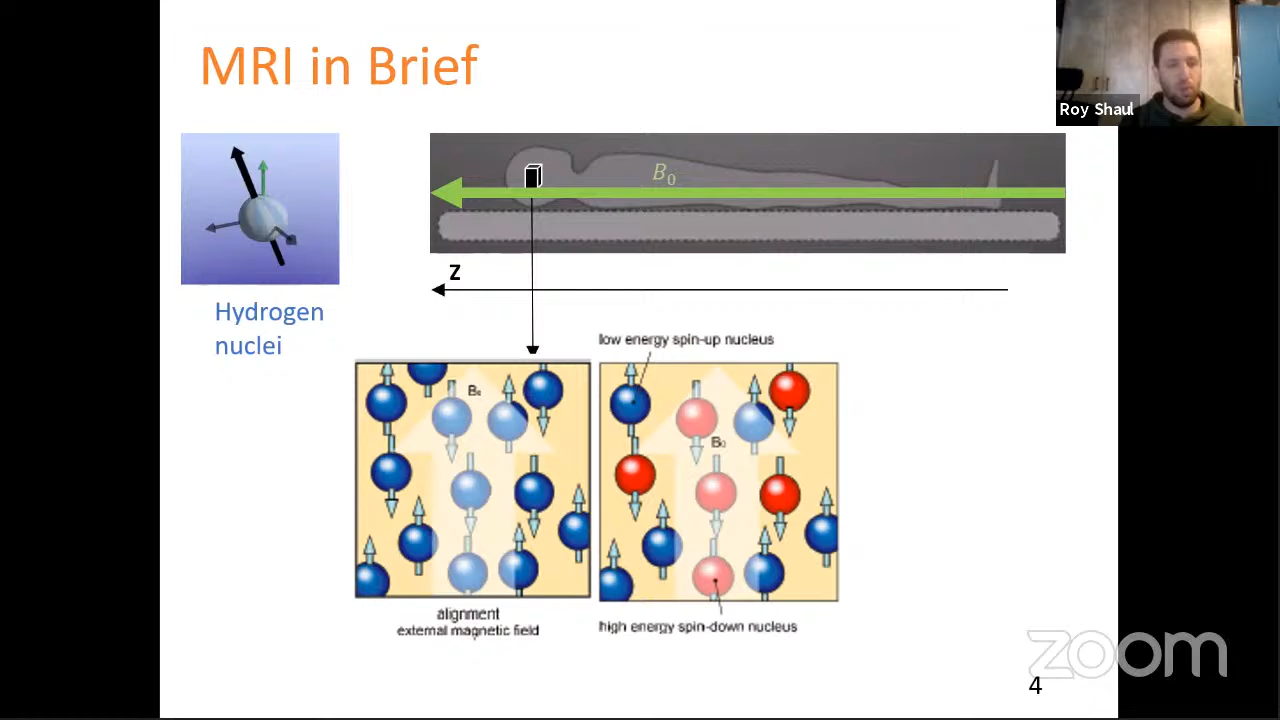 MRI in Brief
Roy Shaul
B0
Z
Hydrogen
nuclei
low energy spin-up nucleus
B0
B0
alignment
external magnetic field
high energy spin-down nucleus
zoom
4